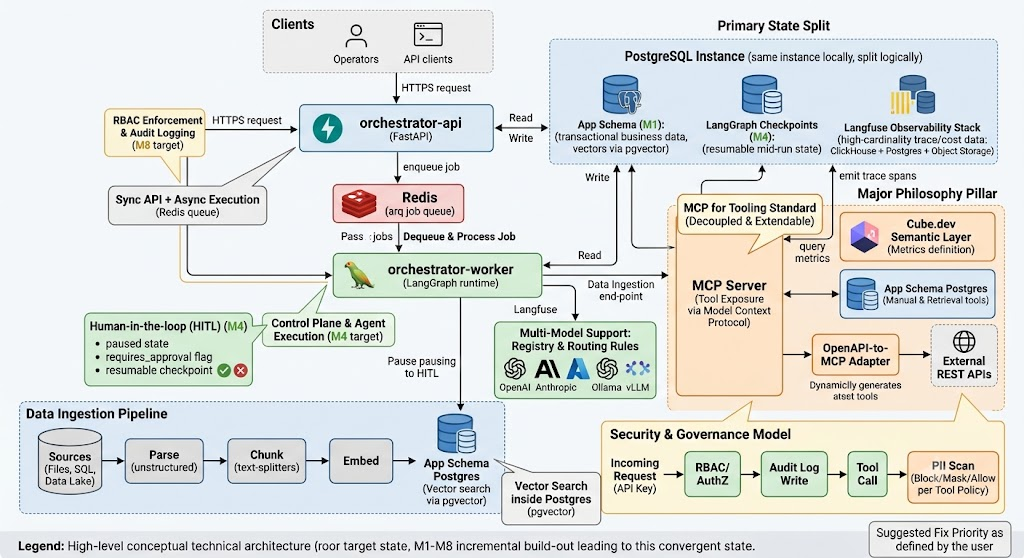 Clients
Operators
API clients
HTTPS request
RBAC Enforcement
& Audit Logging
(M8 target)
HTTPS request
orchestrator-api
(FastAPI)
Read
Write
enqueue job
Sync API + Async Execution
(Redis queue)
Redis
(arq job queue)
Pass jobs
Dequeue & Process Job
orchestrator-worker
(LangGraph runtime)
Human-in-the-loop (HITL) (M4)
• paused state
• requires_approval flag
• resumable checkpoint
Control Plane & Agent
Execution (M4 target)
Pause pausing
to HITL
Langfuse
Multi-Model Support:
Registry & Routing Rules
OpenAI
Anthropic
Ollama
vLLM
Primary State Split
PostgreSQL Instance (same instance locally, split logically)
App Schema (M1):
(transactional business data,
vectors via pgvector)
LangGraph Checkpoints
(M4):
(resumable mid-run state)
Langfuse Observability Stack
(high-cardinality trace/cost data:
ClickHouse + Postgres + Object Storage)
Write
Read
Data Ingestion
end-point
emit trace spans
Major Philosophy Pillar
MCP for Tooling Standard
(Decoupled & Extendable)
query
metrics
MCP Server
(Tool Exposure
via Model Context
Protocol)
Cube.dev
Semantic Layer
(Metrics definition)
App Schema Postgres
(Manual & Retrieval tools)
OpenAPI-to-
MCP Adapter
Dynamiclly generates
atset tools
External
REST APIs
Data Ingestion Pipeline
Sources
(Files, SQL,
Data Lake)
Parse
(unstructured)
Chunk
(text-splitters)
Embed
App Schema
Postgres
(Vector search
via pgvector)
Vector Search
inside Postgres
(pgvector)
Security & Governance Model
Incoming
Request
(API Key)
RBAC/
AuthZ
Audit Log
Write
Tool
Call
PII Scan
(Block/Mask/Allow
per Tool Policy)
Legend: High-level conceptual technical architecture (roor target state, M1-M8 incremental build-out leading to this convergent state.
Suggested Fix Priority as
defined by the user